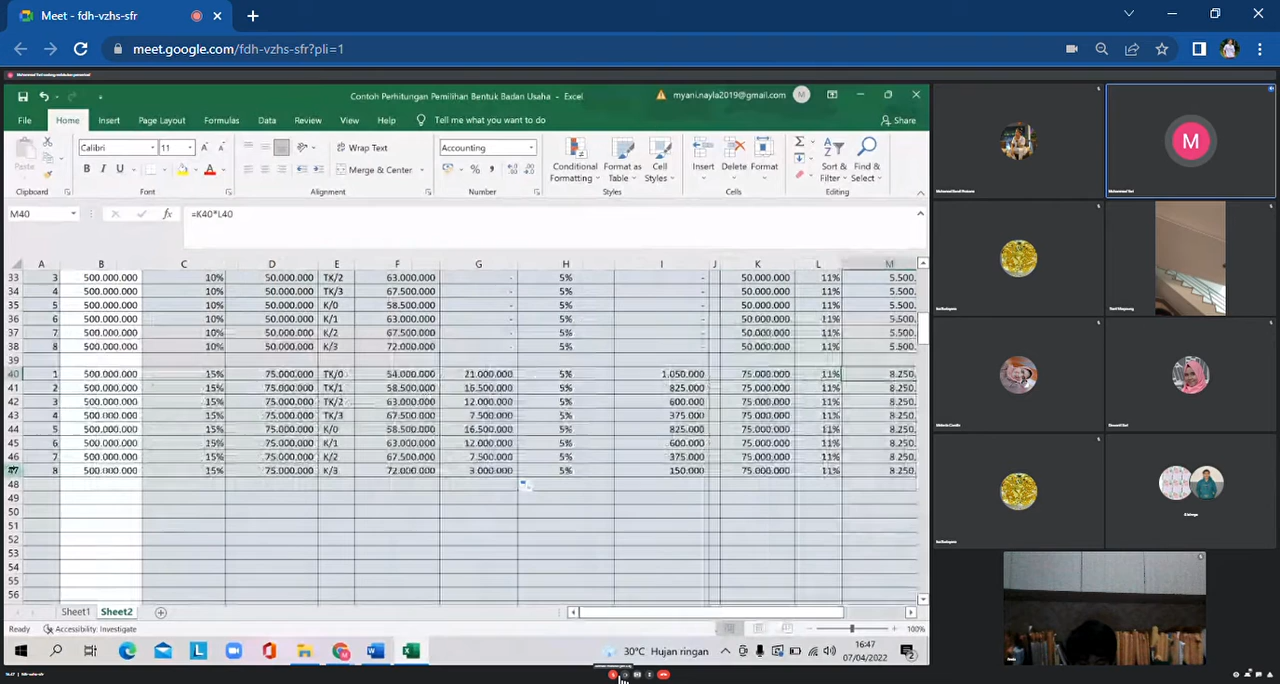 Meet - fdh-vzhs-sfr
meet.google.com/fdh-vzhs-sfr?pli=1
Contoh Perhitungan Pemilihan Bentuk Badan Usaha - Excel
myani.nayla2019@gmail.com M
File Home Insert Page Layout Formulas Data Review View Help Tell me what you want to do Share
Calibri 11 Wrap Text Accounting
Paste B I U Merge & Center % Conditional Formatting Format as Table Cell Styles Insert Delete Format Sort & Filter Find & Select
Clipboard Font Alignment Number Styles Cells Editing
M40 fx =K40*L40
A B C D E F G H I J K L M
33 3 500.000.000 10% 50.000.000 TK/2 63.000.000 - 5% - 50.000.000 11% 5.500.
34 4 500.000.000 10% 50.000.000 TK/3 67.500.000 - 5% - 50.000.000 11% 5.500.
35 5 500.000.000 10% 50.000.000 K/0 58.500.000 - 5% - 50.000.000 11% 5.500.
36 6 500.000.000 10% 50.000.000 K/1 63.000.000 - 5% - 50.000.000 11% 5.500.
37 7 500.000.000 10% 50.000.000 K/2 67.500.000 - 5% - 50.000.000 11% 5.500.
38 8 500.000.000 10% 50.000.000 K/3 72.000.000 - 5% - 50.000.000 11% 5.500.
39
40 1 500.000.000 15% 75.000.000 TK/0 54.000.000 21.000.000 5% 1.050.000 75.000.000 11% 8.250.
41 2 500.000.000 15% 75.000.000 TK/1 58.500.000 16.500.000 5% 825.000 75.000.000 11% 8.250.
42 3 500.000.000 15% 75.000.000 TK/2 63.000.000 12.000.000 5% 600.000 75.000.000 11% 8.250.
43 4 500.000.000 15% 75.000.000 TK/3 67.500.000 7.500.000 5% 375.000 75.000.000 11% 8.250.
44 5 500.000.000 15% 75.000.000 K/0 58.500.000 16.500.000 5% 825.000 75.000.000 11% 8.250.
45 6 500.000.000 15% 75.000.000 K/1 63.000.000 12.000.000 5% 600.000 75.000.000 11% 8.250.
46 7 500.000.000 15% 75.000.000 K/2 67.500.000 7.500.000 5% 375.000 75.000.000 11% 8.250.
47 8 500.000.000 15% 75.000.000 K/3 72.000.000 3.000.000 5% 150.000 75.000.000 11% 8.250.
48
49
50
51
52
53
54
55
56
Sheet1 Sheet2
Ready Accessibility: Investigate 100%
30°C Hujan ringan 16:47
07/04/2022
2
M